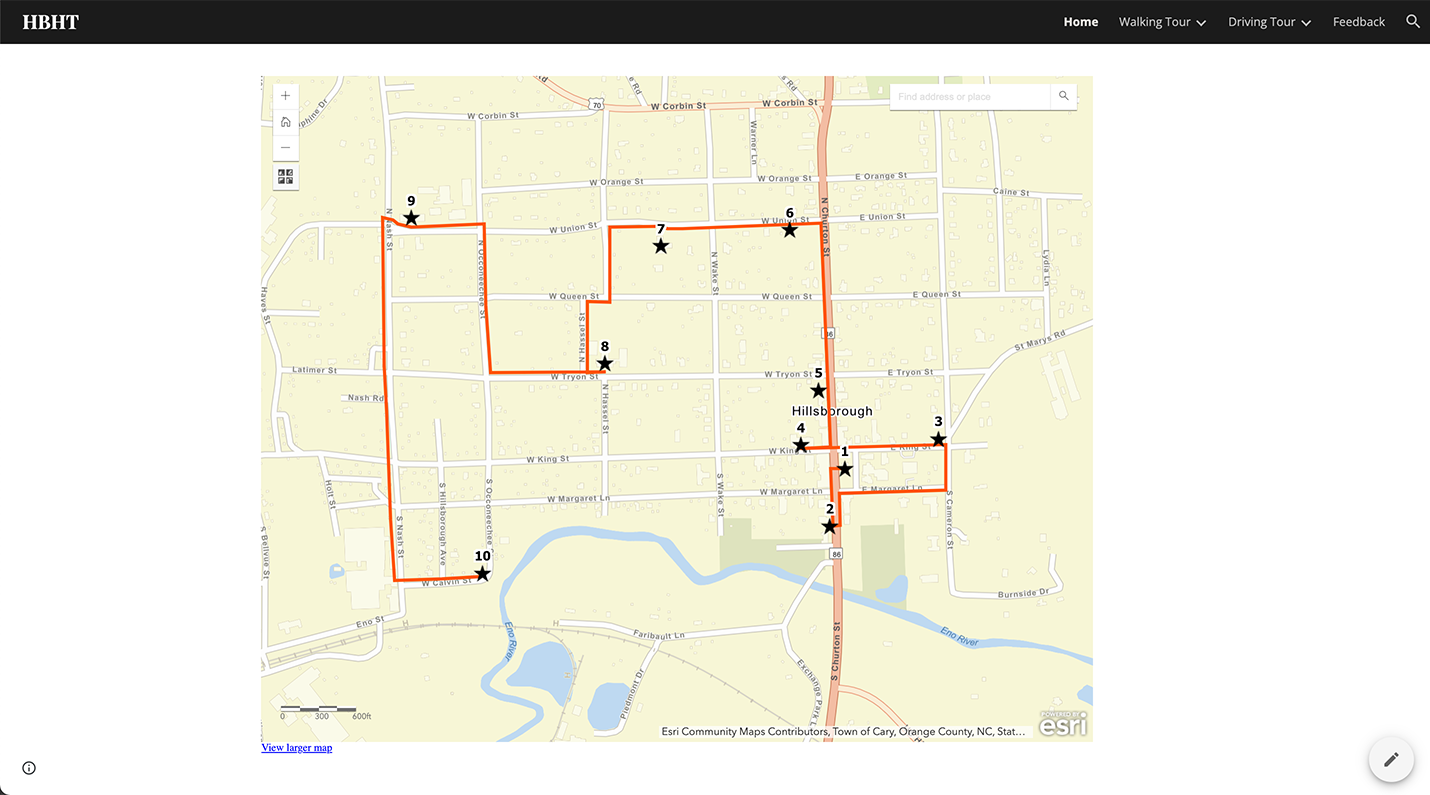 HBHT
Home
Walking Tour
Driving Tour
Feedback
Find address or place
70
W Corbin St
W Corbin St
W Corbin St
Warner Ln
W Orange St
W Orange St
E Orange St
Caine St
N Churton St
9
6
7
N Nash St
W Union St
W Union St
E Union St
N Occoneechee St
N Wake St
Lydia Ln
Hayes St
W Queen St
W Queen St
E Queen St
N Hassel St
86
St Marys Rd
8
Latimer St
W Tryon St
W Tryon St
E Tryon St
5
Nash Rd
N Hassel St
Hillsborough
4
3
1
W King St
W King St
E King St
Holt St
S Hillsborough Ave
S Occoneechee St
S Wake St
W Margaret Ln
W Margaret Ln
E Margaret Ln
S Cameron St
2
S Nash St
S Bellvue St
10
86
W Calvin St
Burnside Dr
Eno St
Faribault Ln
Eno River
Eno River
S Churton St
Piedmont Dr
Exchange Park L
0 300 600ft
Esri Community Maps Contributors, Town of Cary, Orange County, NC, Stat…
POWERED BY
esri
View larger map